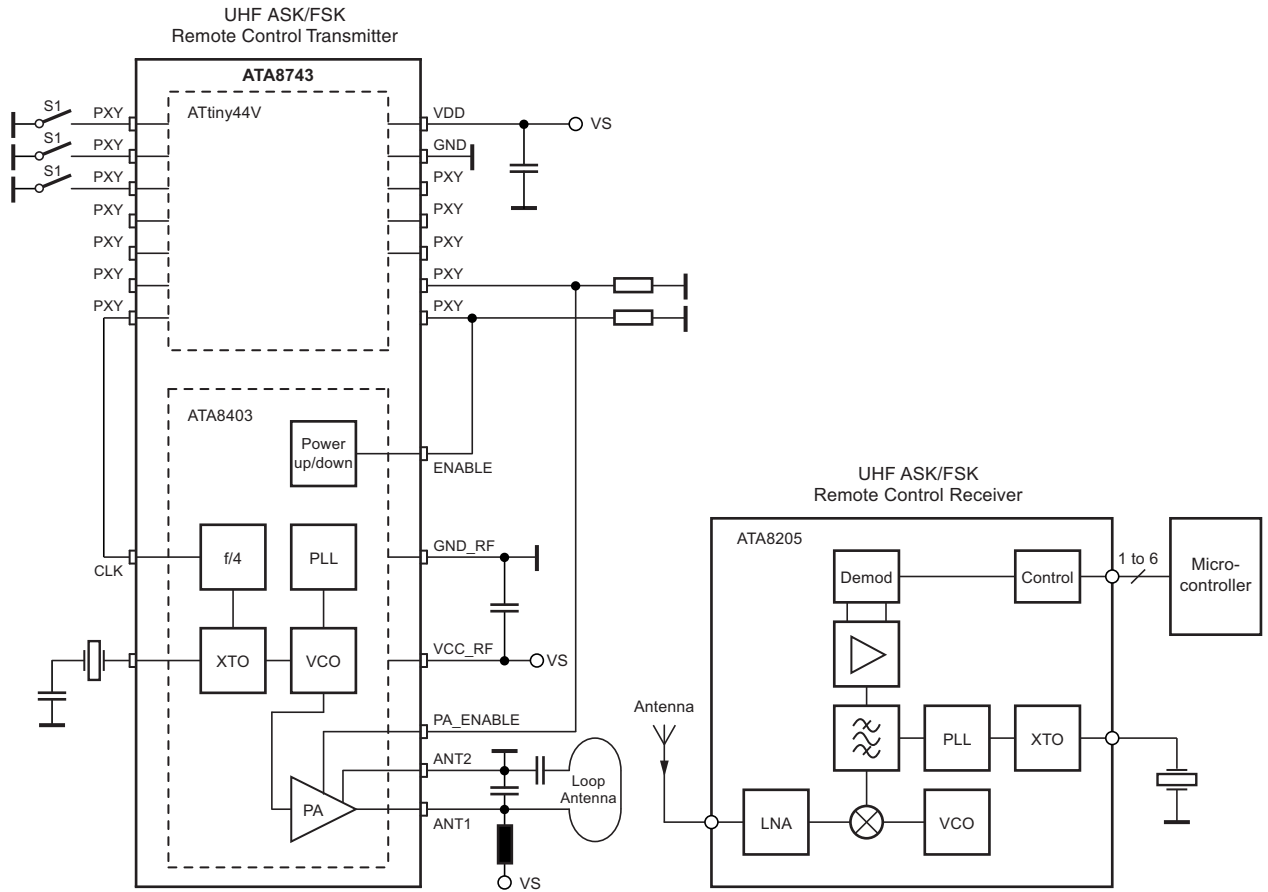 UHF ASK/FSK
Remote Control Transmitter
ATA8743
ATtiny44V
S1
PXY
S1
PXY
S1
PXY
PXY
PXY
PXY
PXY
VDD
VS
GND
PXY
PXY
PXY
PXY
PXY
ATA8403
Power
up/down
ENABLE
f/4
PLL
CLK
GND_RF
XTO
VCO
VCC_RF
VS
PA_ENABLE
ANT2
PA
ANT1
Loop
Antenna
VS
UHF ASK/FSK
Remote Control Receiver
ATA8205
Demod
Control
1 to 6
Micro-
controller
Antenna
PLL
XTO
LNA
VCO